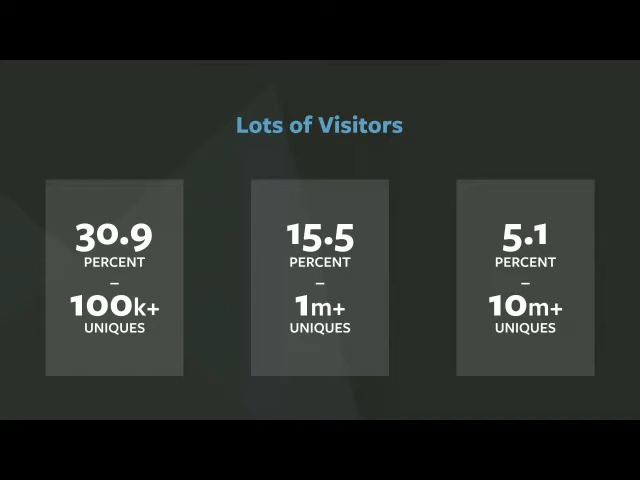 Lots of Visitors
30.9
PERCENT
–
100k+
UNIQUES
15.5
PERCENT
–
1m+
UNIQUES
5.1
PERCENT
–
10m+
UNIQUES